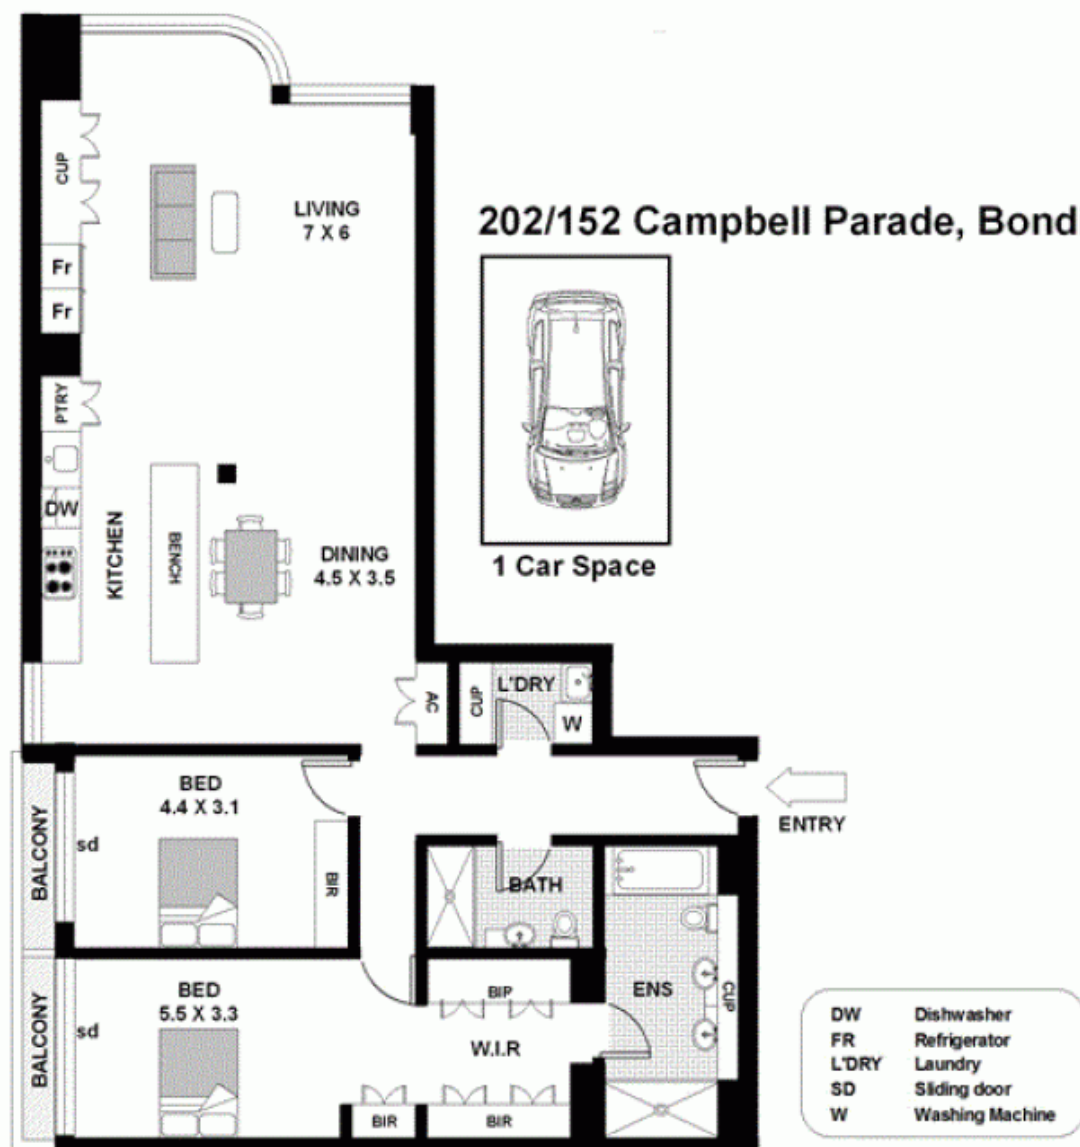 CUP
LIVING
7 X 6
202/152 Campbell Parade, Bond
Fr
Fr
PTRY
DW
KITCHEN
BENCH
DINING
4.5 X 3.5
1 Car Space
AC
CUP
L'DRY
W
BED
4.4 X 3.1
ENTRY
BALCONY
sd
BIR
BATH
BED
5.5 X 3.3
BIR
ENS
CUP
BALCONY
sd
W.I.R
BIR
BIR
DW Dishwasher
FR Refrigerator
L'DRY Laundry
SD Sliding door
W Washing Machine